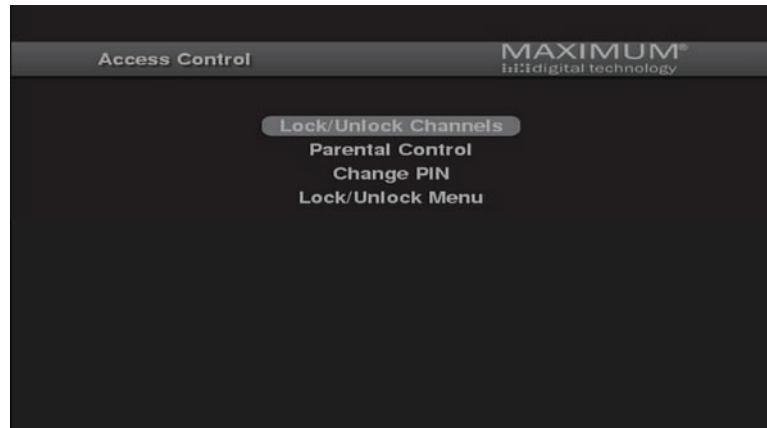 Access Control
MAXIMUM®
digital technology
Lock/Unlock Channels
Parental Control
Change PIN
Lock/Unlock Menu